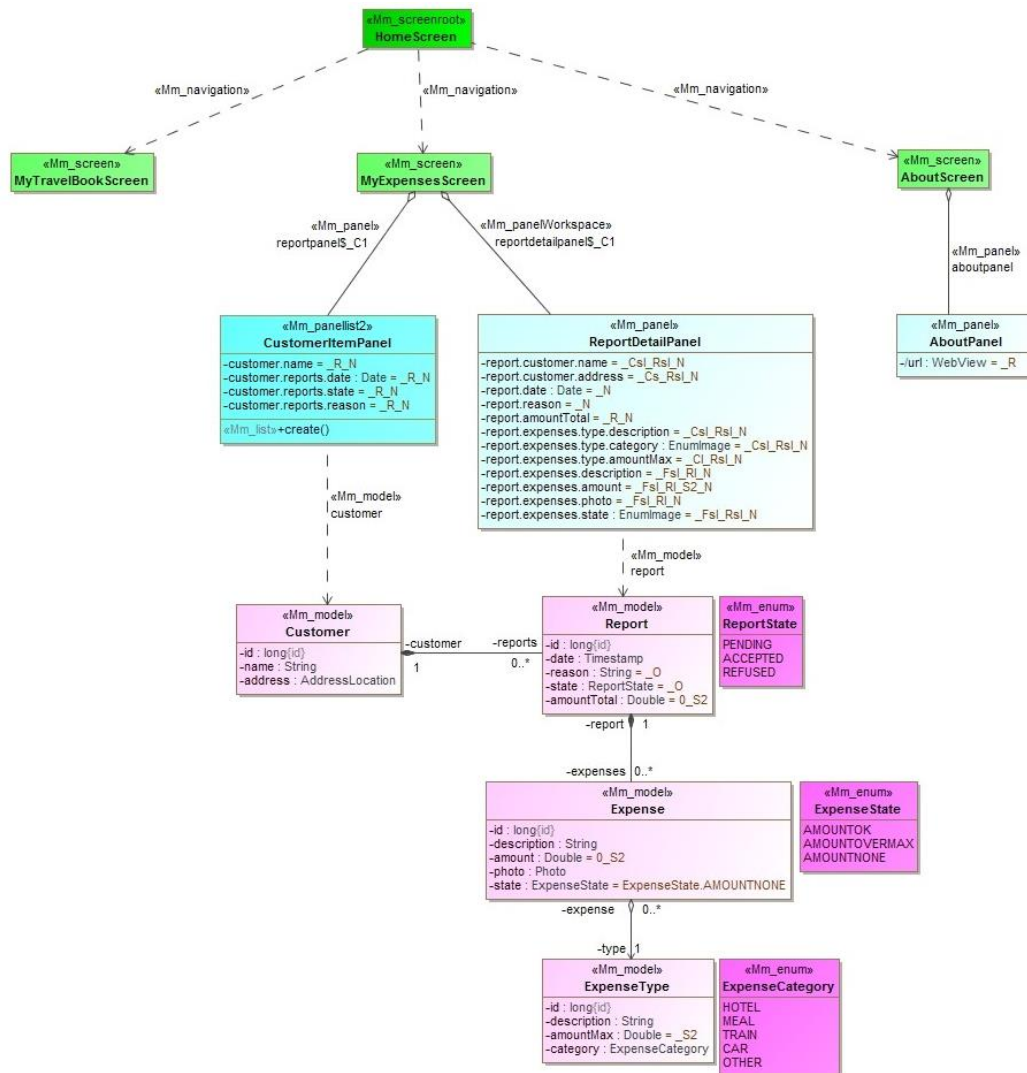 «Mm_screenroot»
HomeScreen
«Mm_navigation»
«Mm_navigation»
«Mm_navigation»
«Mm_screen»
MyTravelBookScreen
«Mm_screen»
MyExpensesScreen
«Mm_screen»
AboutScreen
«Mm_panel»
reportpanel$_C1
«Mm_panelWorkspace»
reportdetailpanel$_C1
«Mm_panel»
aboutpanel
«Mm_panellist2»
CustomerItemPanel
-customer.name = _R_N
-customer.reports.date : Date = _R_N
-customer.reports.state = _R_N
-customer.reports.reason = _R_N
«Mm_list»+create()
«Mm_panel»
ReportDetailPanel
-report.customer.name = _Csl_Rsl_N
-report.customer.address = _Cs_Rsl_N
-report.date : Date = _N
-report.reason = _N
-report.amountTotal = _R_N
-report.expenses.type.description = _Csl_Rsl_N
-report.expenses.type.category : EnumImage = _Csl_Rsl_N
-report.expenses.type.amountMax = _Cl_Rsl_N
-report.expenses.description = _Fsl_Rl_N
-report.expenses.amount = _Fsl_Rl_S2_N
-report.expenses.photo = _Fsl_Rl_N
-report.expenses.state : EnumImage = _Fsl_Rsl_N
«Mm_panel»
AboutPanel
-/url : WebView = _R
«Mm_model»
customer
«Mm_model»
report
«Mm_model»
Customer
-id : long{id}
-name : String
-address : AddressLocation
-customer
1
-reports
0..*
«Mm_model»
Report
-id : long{id}
-date : Timestamp
-reason : String = _O
-state : ReportState = _O
-amountTotal : Double = 0_S2
«Mm_enum»
ReportState
PENDING
ACCEPTED
REFUSED
-report 1
-expenses 0..*
«Mm_model»
Expense
-id : long{id}
-description : String
-amount : Double = 0_S2
-photo : Photo
-state : ExpenseState = ExpenseState.AMOUNTNONE
«Mm_enum»
ExpenseState
AMOUNTOK
AMOUNTOVERMAX
AMOUNTNONE
-expense 0..*
-type 1
«Mm_model»
ExpenseType
-id : long{id}
-description : String
-amountMax : Double = _S2
-category : ExpenseCategory
«Mm_enum»
ExpenseCategory
HOTEL
MEAL
TRAIN
CAR
OTHER